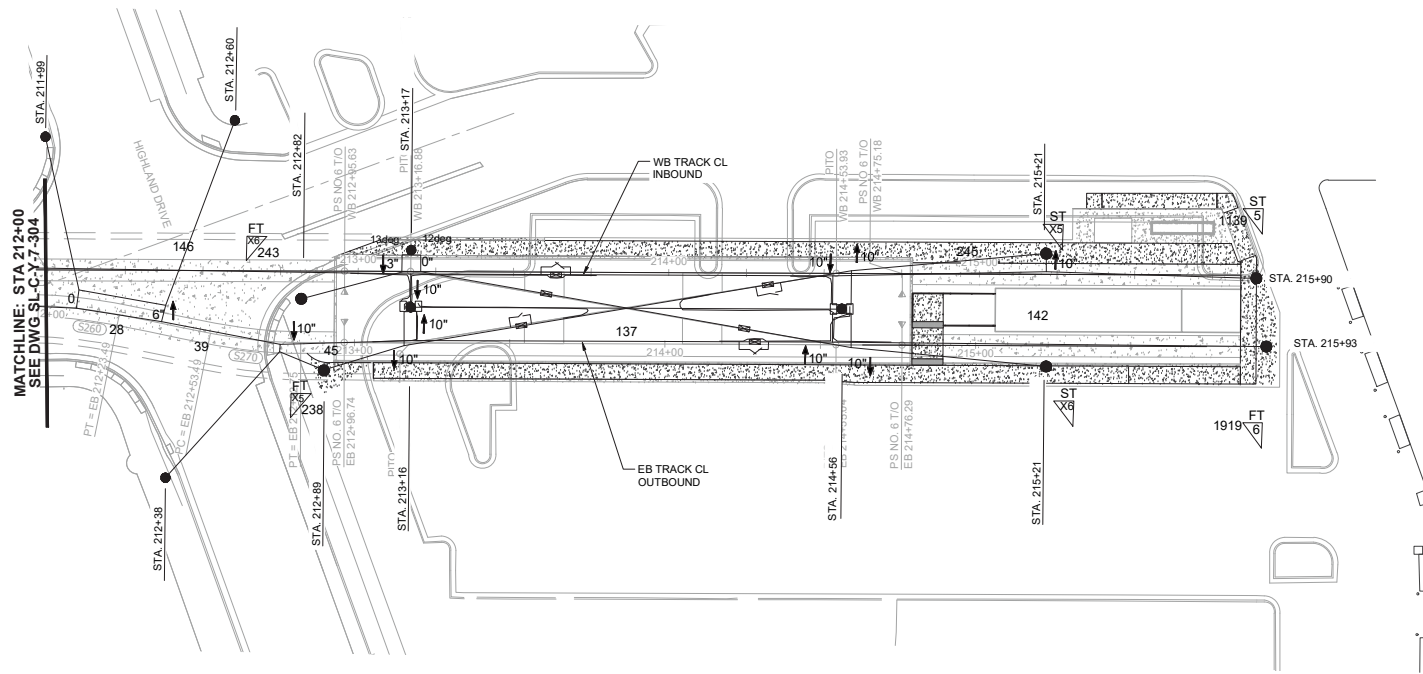 MATCHLINE: STA 212+00
SEE DWG SL-C-Y-7-304
STA. 211+99
STA. 212+60
HIGHLAND DRIVE
STA. 212+82
PS NO. 6 T/O
WB 212+95.63
STA. 213+17
WB 213+16.88
WB TRACK CL
INBOUND
PITO
WB 214+53.93
PS NO. 6 T/O
WB 214+75.18
STA. 215+21
ST
X5
ST
5
1139
146
FT
X6
243
13deg
12deg
3"
0"
213+00
214+00
10"
10"
245
10"
STA. 215+90
0
6"
10"
10"
142
28
S260
39
S270
10"
45
137
STA. 215+93
213+00
10"
214+00
10"
10"
215+00
FT
X5
238
ST
X6
FT
6
1919
PT = EB 212+23.49
PC = EB 212+53.49
PS NO. 6 T/O
EB 212+96.74
PITO
PS NO. 6 T/O
EB 214+76.29
EB TRACK CL
OUTBOUND
STA. 212+38
STA. 212+89
STA. 213+16
STA. 214+56
STA. 215+21